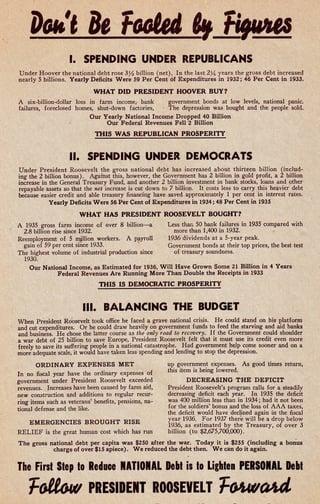 Don't Be Fooled by Figures
I. SPENDING UNDER REPUBLICANS
Under Hoover the national debt rose 3½ billion (net). In the last 2¼ years the gross debt increased
nearly 5 billions. Yearly Deficits Were 59 Per Cent of Expenditures in 1932; 46 Per Cent in 1933.
WHAT DID PRESIDENT HOOVER BUY?
A six-billion-dollar loss in farm income, bank
failures, foreclosed homes, shut-down factories,
government bonds at low levels, national panic.
The depression was bought and the people sold.
Our Yearly National Income Dropped 40 Billion
Our Federal Revenues Fell 2 Billion
THIS WAS REPUBLICAN PROSPERITY
II. SPENDING UNDER DEMOCRATS
Under President Roosevelt the gross national debt has increased about thirteen billion (includ-
ing the 2 billion bonus). Against this, however, the Government has 2 billion in gold profit, a 2 billion
increase in the General Treasury Fund, and another 2 billion investment in bank stocks, loans and other
repayable assets so that the net increase is cut down to 7 billion. It costs less to carry this heavier debt
because easier credit and able treasury financing have saved approximately 1 per cent in interest rates.
Yearly Deficits Were 56 Per Cent of Expenditures in 1934; 48 Per Cent in 1935
WHAT HAS PRESIDENT ROOSEVELT BOUGHT?
A 1935 gross farm income of over 8 billion—a
2.8 billion rise since 1932.
Reemployment of 5 million workers. A payroll
gain of 59 per cent since 1933.
The highest volume of industrial production since
1930.
Less than 50 bank failures in 1935 compared with
more than 1,400 in 1932.
1936 dividends at a 5-year peak.
Government bonds at their top prices, the best test
of treasury soundness.
Our National Income, as Estimated for 1936, Will Have Grown Some 21 Billion in 4 Years
Federal Revenues Are Running More Than Double the Receipts in 1933
THIS IS DEMOCRATIC PROSPERITY
III. BALANCING THE BUDGET
When President Roosevelt took office he faced a grave national crisis. He could stand on his platform
and cut expenditures. Or he could draw heavily on government funds to feed the starving and aid banks
and business. He chose the latter course as the only road to recovery. If the Government could shoulder
a war debt of 25 billion to save Europe, President Roosevelt felt that it must use its credit even more
freely to save its suffering people in a national catastrophe. Had government help come sooner and on a
more adequate scale, it would have taken less spending and lending to stop the depression.
ORDINARY EXPENSES MET
In no fiscal year have the ordinary expenses of
government under President Roosevelt exceeded
revenues. Increases have been caused by farm aid,
new construction and additions to regular recur-
ring items such as veterans' benefits, pensions, na-
tional defense and the like.
EMERGENCIES BROUGHT RISE
RELIEF is the great human cost which has run
up government expenses. As good times return,
this item is being lowered.
DECREASING THE DEFICIT
President Roosevelt's program calls for a steadily
decreasing deficit each year. In 1935 the deficit
was 400 million less than in 1934; had it not been
for the soldiers' bonus and the loss of AAA taxes,
the deficit would have declined again in the fiscal
year 1936. For 1937 there will be a drop below
1936, as estimated by the Treasury, of over 3
billion (to $2,675,700,000).
The gross national debt per capita was $250 after the war. Today it is $255 (including a bonus
charge of over $15 apiece). We reduced the debt then. We can do it again.
The First Step to Reduce NATIONAL Debt is to Lighten PERSONAL Debt
Follow PRESIDENT ROOSEVELT Forward